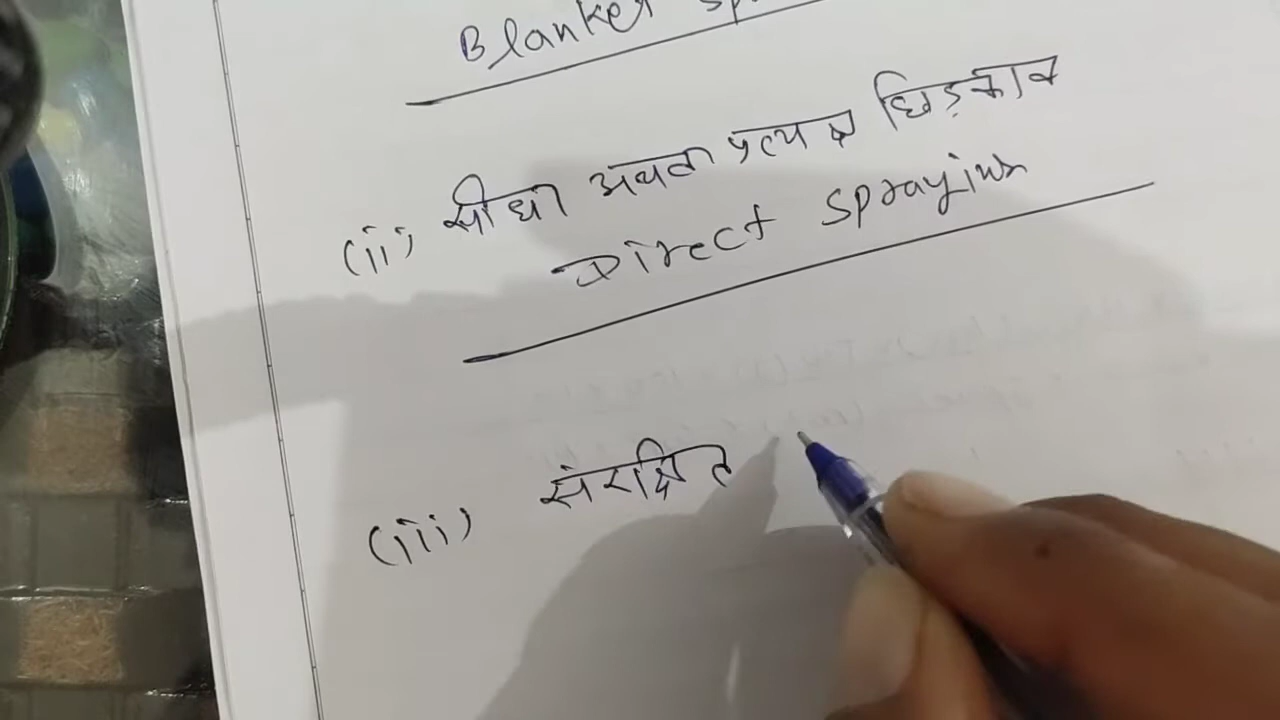 Blanket
(ii) सीधा अथवा प्रत्यक्ष छिड़काव
Direct Spraying
(iii) संरक्षित